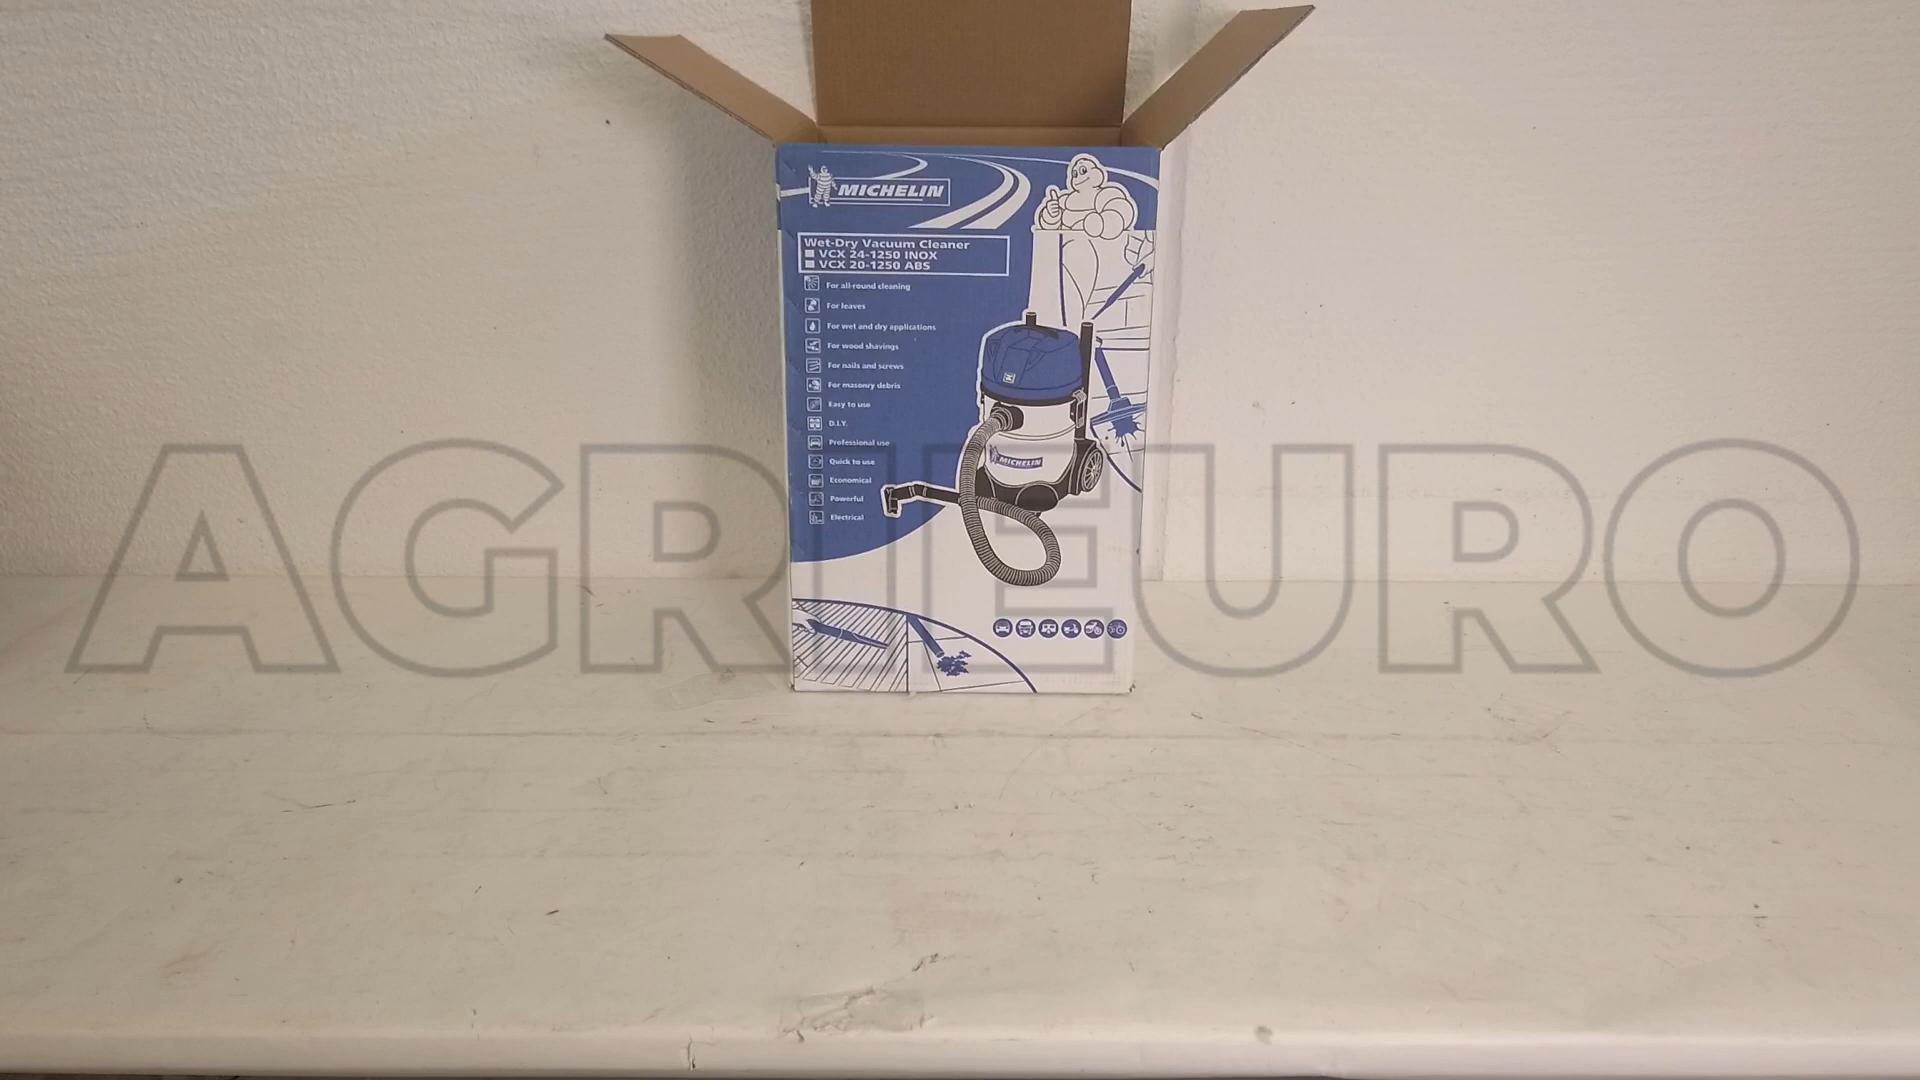 MICHELIN
Wet-Dry Vacuum Cleaner
VCX 24-1250 INOX
VCX 20-1250 ABS
For all-round cleaning
For leaves
For wet and dry applications
For wood shavings
For nails and screws
For masonry debris
Easy to use
D.I.Y.
Professional use
Quick to use
Economical
Powerful
Electrical
MICHELIN
AGRIEURO